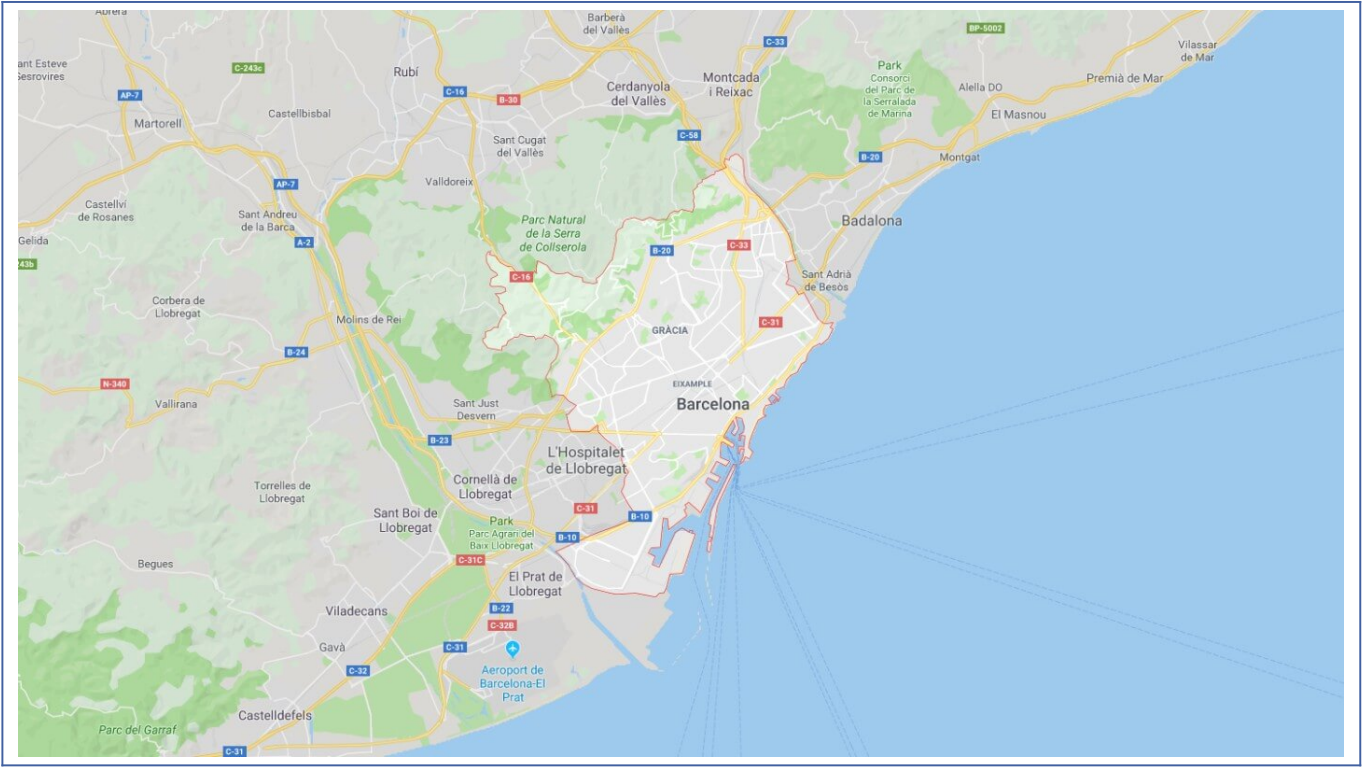 Abrera
Barberà
del Vallès
C-33
BP-5002
Vilassar
de Mar
ant Esteve
Sesrovires
C-243c
Rubí
Park
Consorci
del Parc de
la Serralada
de Marina
Montcada
i Reixac
Premià de Mar
AP-7
C-16
B-30
Cerdanyola
del Vallès
Alella DO
Martorell
Castellbisbal
El Masnou
C-58
Sant Cugat
del Vallès
B-20
Montgat
Valldoreix
AP-7
Castellví
de Rosanes
Sant Andreu
de la Barca
Parc Natural
de la Serra
de Collserola
Badalona
Gelida
A-2
B-20
C-33
243b
C-16
Sant Adrià
de Besòs
Corbera de
Llobregat
Molins de Rei
C-31
GRÀCIA
B-24
N-340
EIXAMPLE
Vallirana
Sant Just
Desvern
Barcelona
B-23
L'Hospitalet
de Llobregat
Cornellà de
Llobregat
Torrelles de
Llobregat
Sant Boi de
Llobregat
C-31
B-10
Park
Parc Agrari del
Baix Llobregat
B-10
C-31C
Begues
El Prat de
Llobregat
Viladecans
B-22
C-32B
Gavà
C-31
C-32
Aeroport de
Barcelona-El
Prat
Castelldefels
Parc del Garraf
C-31